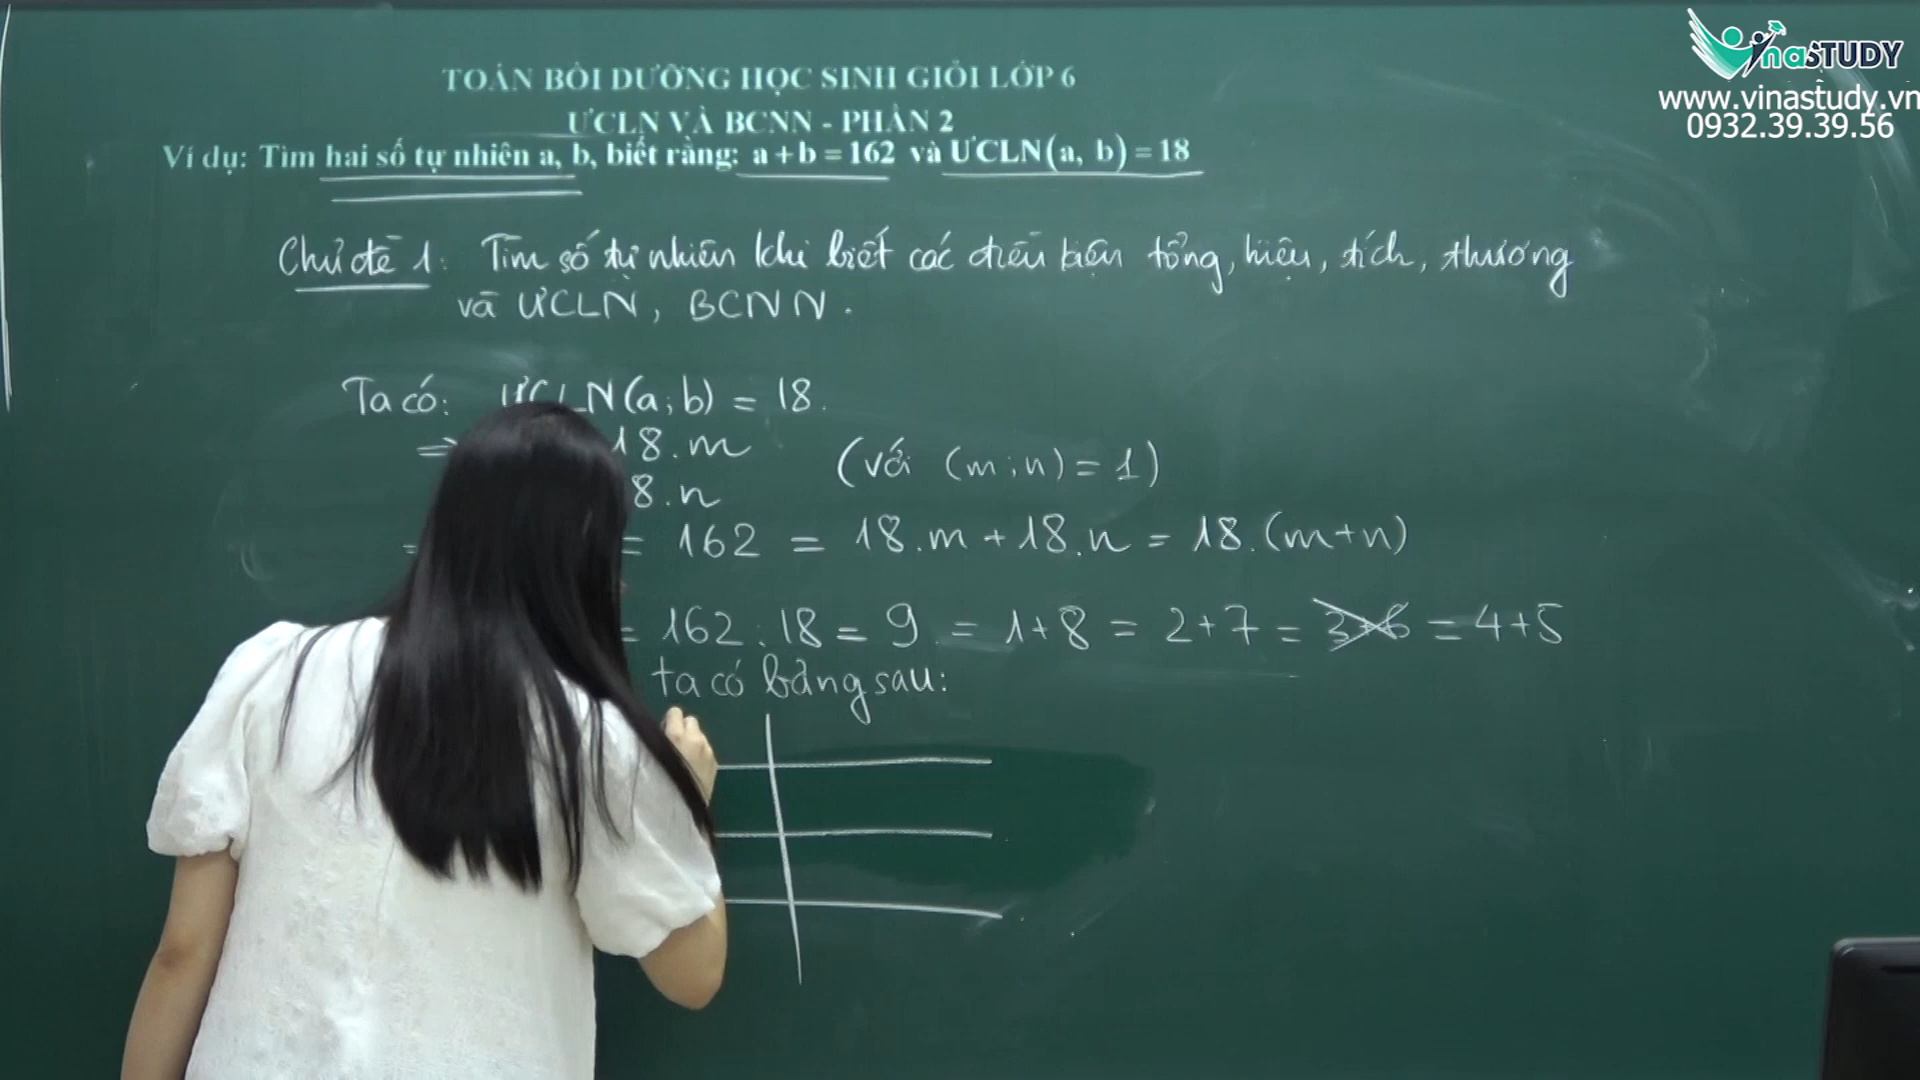 VinaSTUDY
www.vinastudy.vn
0932.39.39.56
TOÁN BỒI DƯỠNG HỌC SINH GIỎI LỚP 6
ƯCLN VÀ BCNN - PHẦN 2
Ví dụ: Tìm hai số tự nhiên a, b, biết rằng: a + b = 162 và ƯCLN(a, b) = 18
Chủ đề 1: Tìm số tự nhiên khi biết các điều kiện tổng, hiệu, tích, thương
và ƯCLN, BCNN.
Ta có: ƯCLN(a; b) = 18.
=> 18.m
(với (m; n) = 1)
8.n
= 162 = 18.m + 18.n = 18.(m+n)
= 162 : 18 = 9 = 1+8 = 2+7 = 3+6 = 4+5
ta có bảng sau: